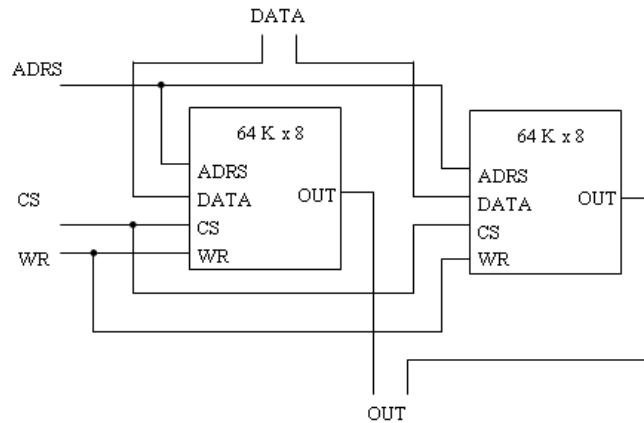 DATA
ADRS
64 K x 8
ADRS
DATA
OUT
CS
WR
64 K x 8
ADRS
DATA
OUT
CS
WR
CS
WR
OUT